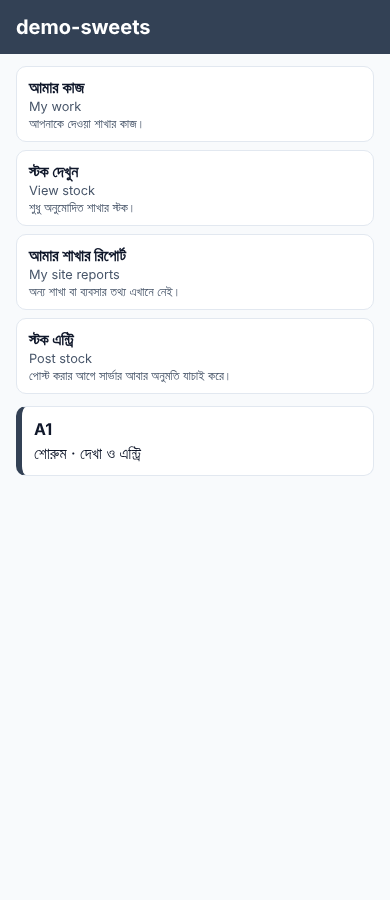 demo-sweets
আমার কাজ
My work
আপনাকে দেওয়া শাখার কাজ।
স্টক দেখুন
View stock
শুধু অনুমোদিত শাখার স্টক।
আমার শাখার রিপোর্ট
My site reports
অন্য শাখা বা ব্যবসার তথ্য এখানে নেই।
স্টক এন্ট্রি
Post stock
পোস্ট করার আগে সার্ভার আবার অনুমতি যাচাই করে।
A1
শোরুম · দেখা ও এন্ট্রি